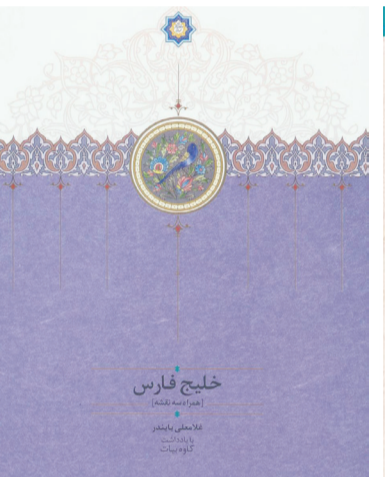 خلیج فارس
[همراه سه نقشه]
غلامعلی بایندر
با یادداشت
کاوه بیات